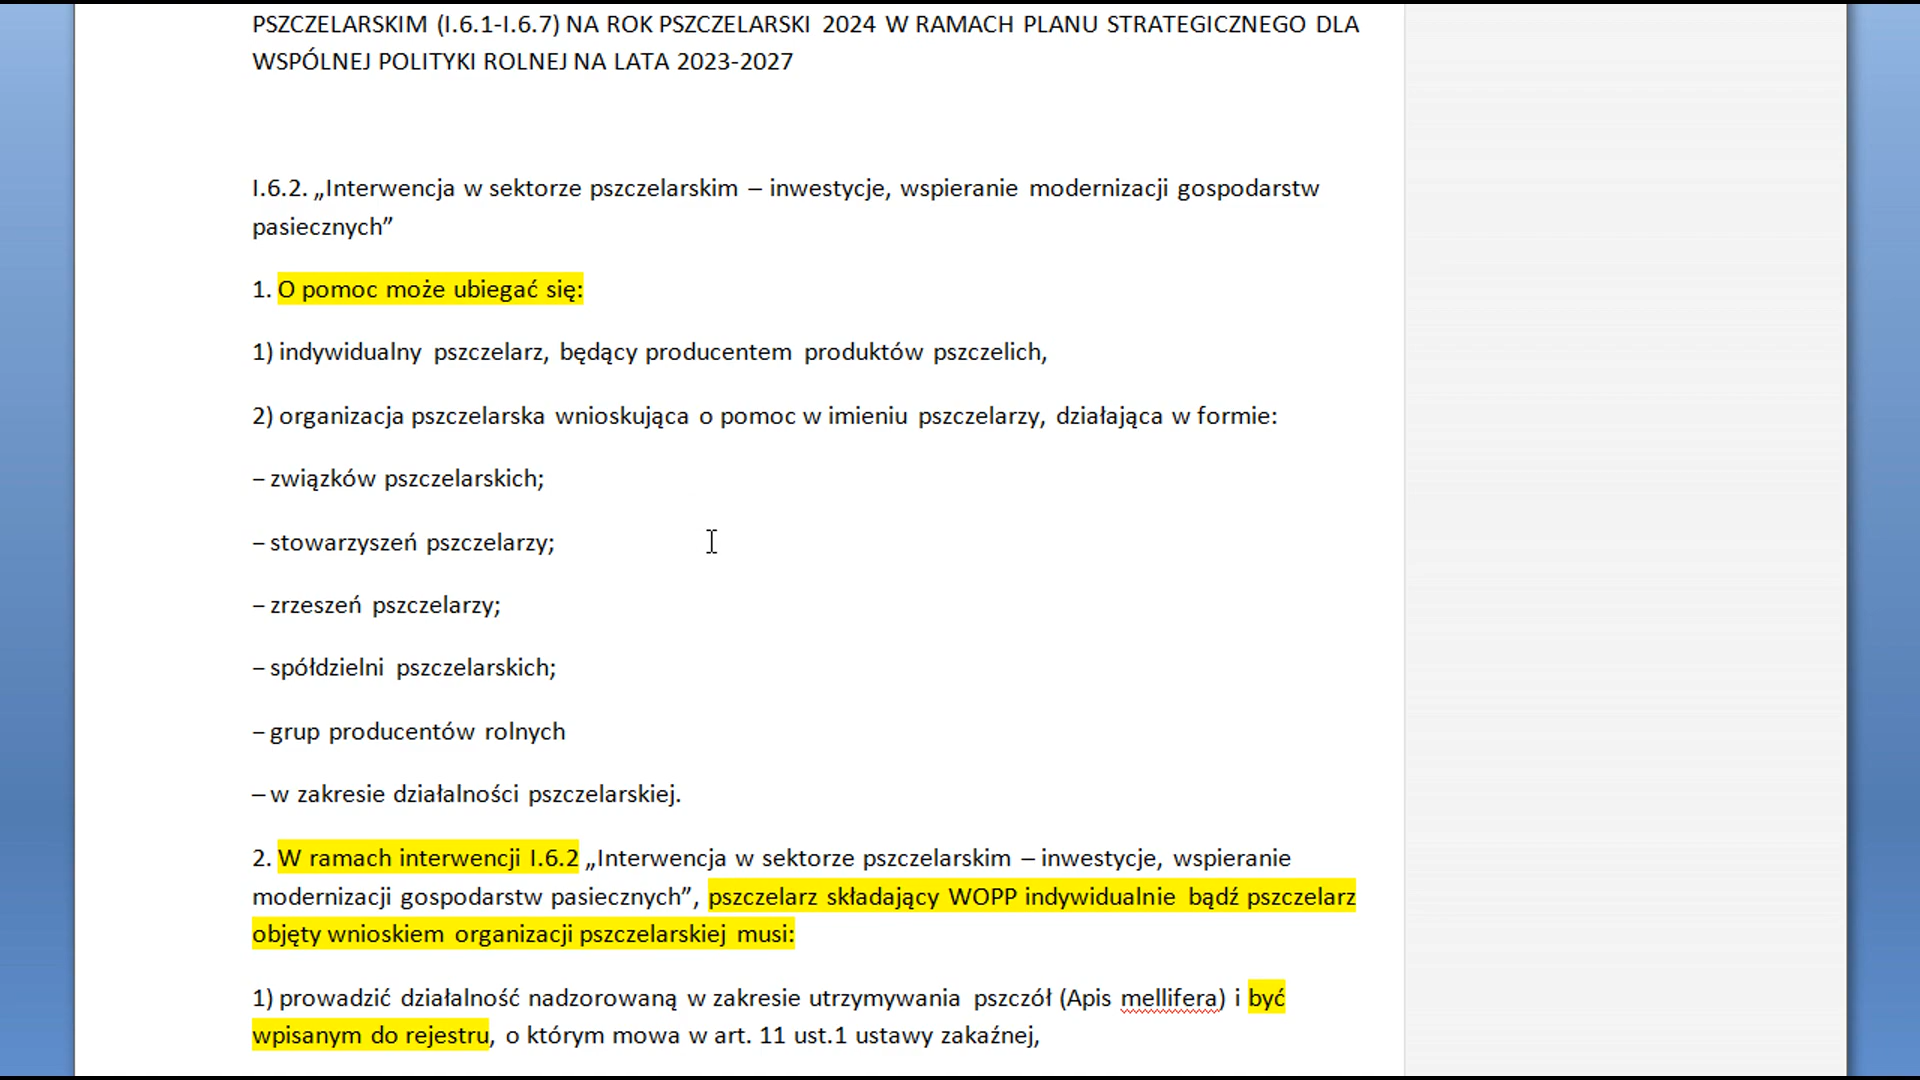 PSZCZELARSKIM (I.6.1-I.6.7) NA ROK PSZCZELARSKI 2024 W RAMACH PLANU STRATEGICZNEGO DLA
WSPÓLNEJ POLITYKI ROLNEJ NA LATA 2023-2027
I.6.2. „Interwencja w sektorze pszczelarskim – inwestycje, wspieranie modernizacji gospodarstw
pasiecznych”
1. O pomoc może ubiegać się:
1) indywidualny pszczelarz, będący producentem produktów pszczelich,
2) organizacja pszczelarska wnioskująca o pomoc w imieniu pszczelarzy, działająca w formie:
– związków pszczelarskich;
– stowarzyszeń pszczelarzy;
– zrzeszeń pszczelarzy;
– spółdzielni pszczelarskich;
– grup producentów rolnych
– w zakresie działalności pszczelarskiej.
2. W ramach interwencji I.6.2 „Interwencja w sektorze pszczelarskim – inwestycje, wspieranie
modernizacji gospodarstw pasiecznych”, pszczelarz składający WOPP indywidualnie bądź pszczelarz
objęty wnioskiem organizacji pszczelarskiej musi:
1) prowadzić działalność nadzorowaną w zakresie utrzymywania pszczół (Apis mellifera) i być
wpisanym do rejestru, o którym mowa w art. 11 ust.1 ustawy zakaźnej,